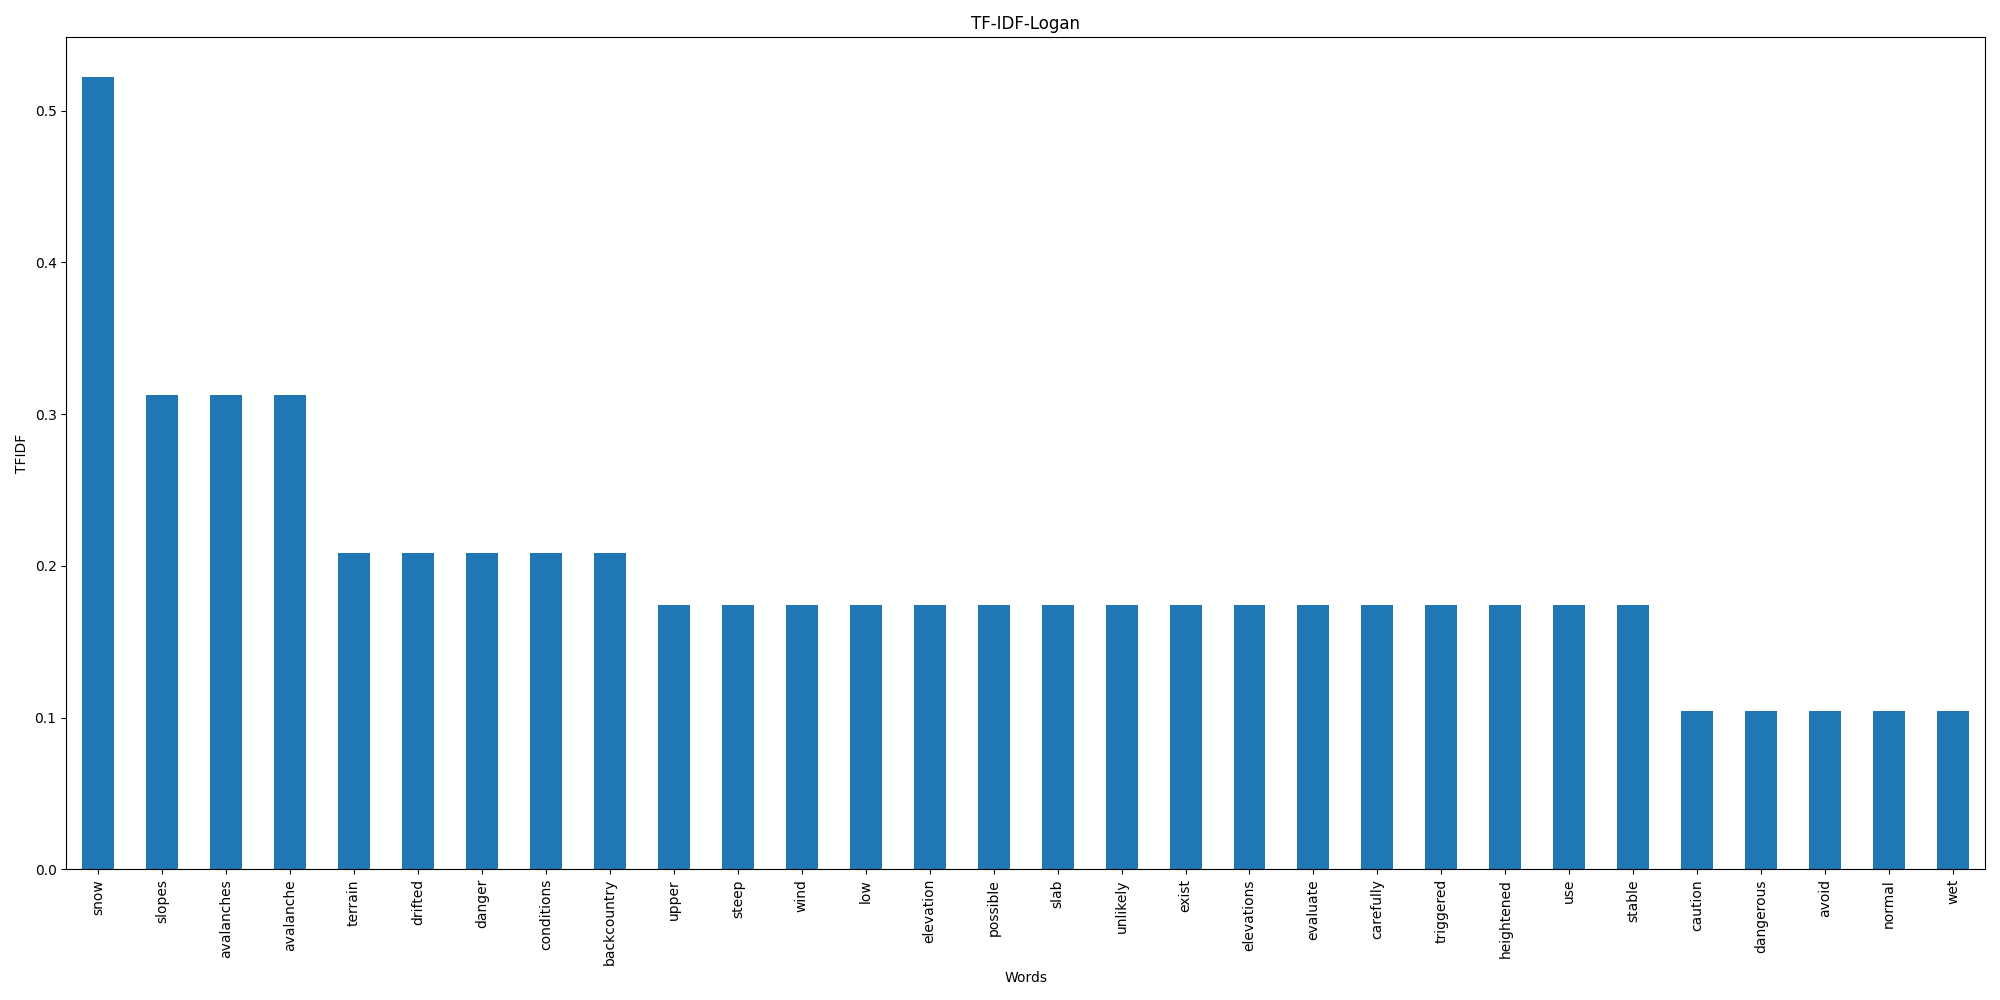 TF-IDF-Logan
TFIDF
0.5
0.4
0.3
0.2
0.1
0.0
snow
slopes
avalanches
avalanche
terrain
drifted
danger
conditions
backcountry
upper
steep
wind
low
elevation
possible
slab
unlikely
exist
elevations
evaluate
carefully
triggered
heightened
use
stable
caution
dangerous
avoid
normal
wet
Words